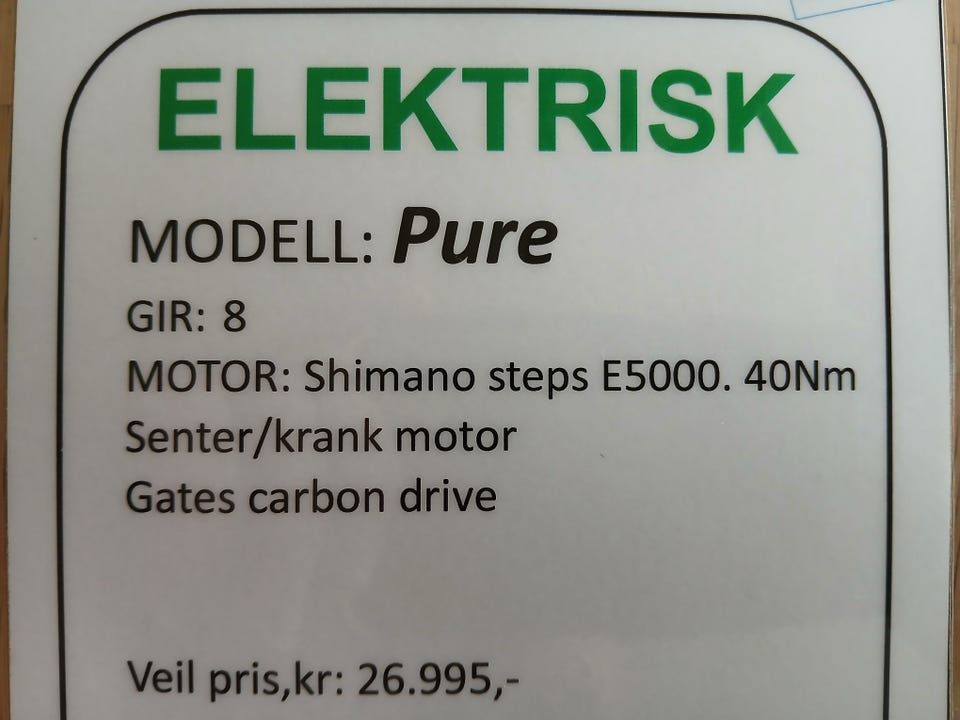 ELEKTRISK
MODELL: Pure
GIR: 8
MOTOR: Shimano steps E5000. 40Nm
Senter/krank motor
Gates carbon drive
Veil pris,kr: 26.995,-